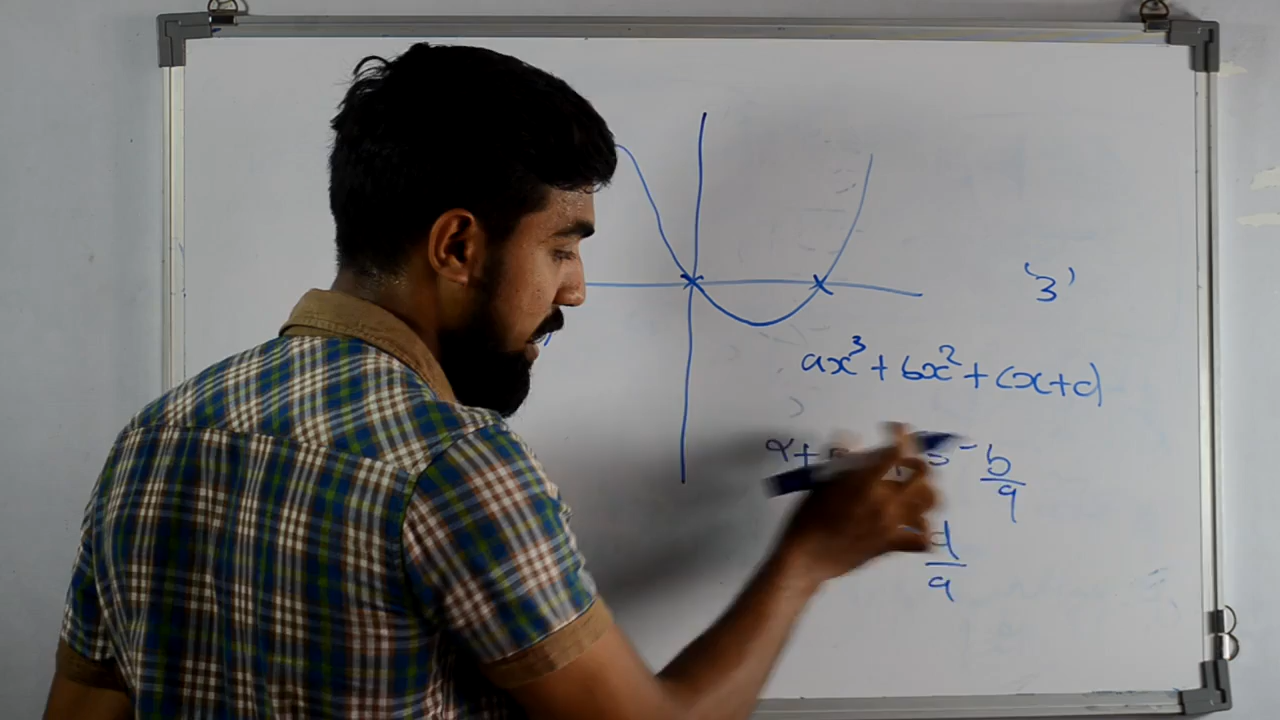 '3'
ax³ + bx² + cx + d
α + - b/a
d/a